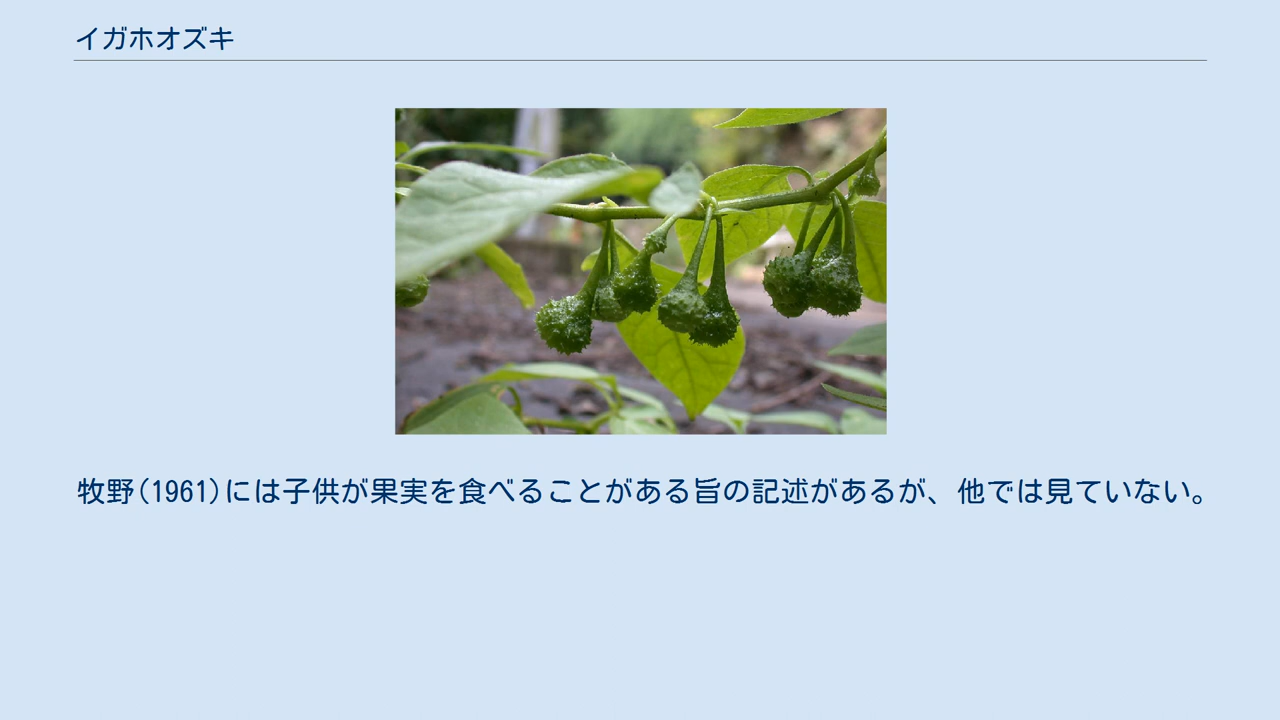 イガホオズキ
牧野(1961)には子供が果実を食べることがある旨の記述があるが、他では見ていない。